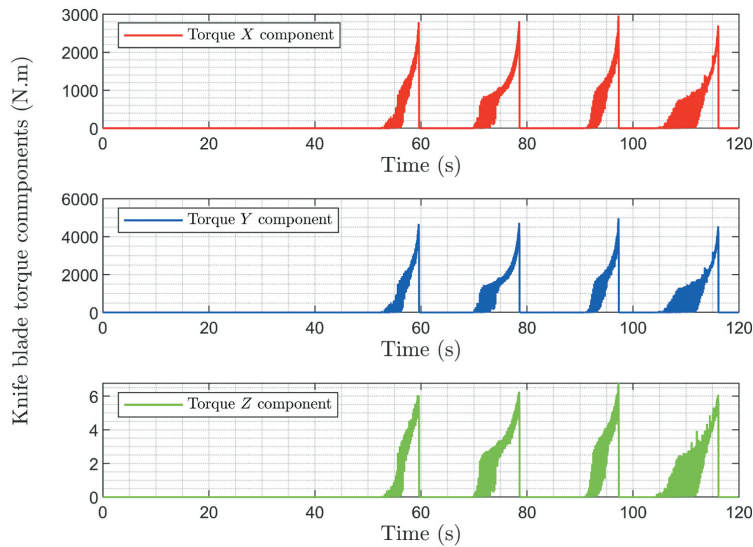 Knife blade torque conmponents (N.m)
3000
2000
1000
0
Torque X component
0 20 40 60 80 100 120
Time (s)
6000
4000
2000
0
Torque Y component
0 20 40 60 80 100 120
Time (s)
6
4
2
0
Torque Z component
0 20 40 60 80 100 120
Time (s)